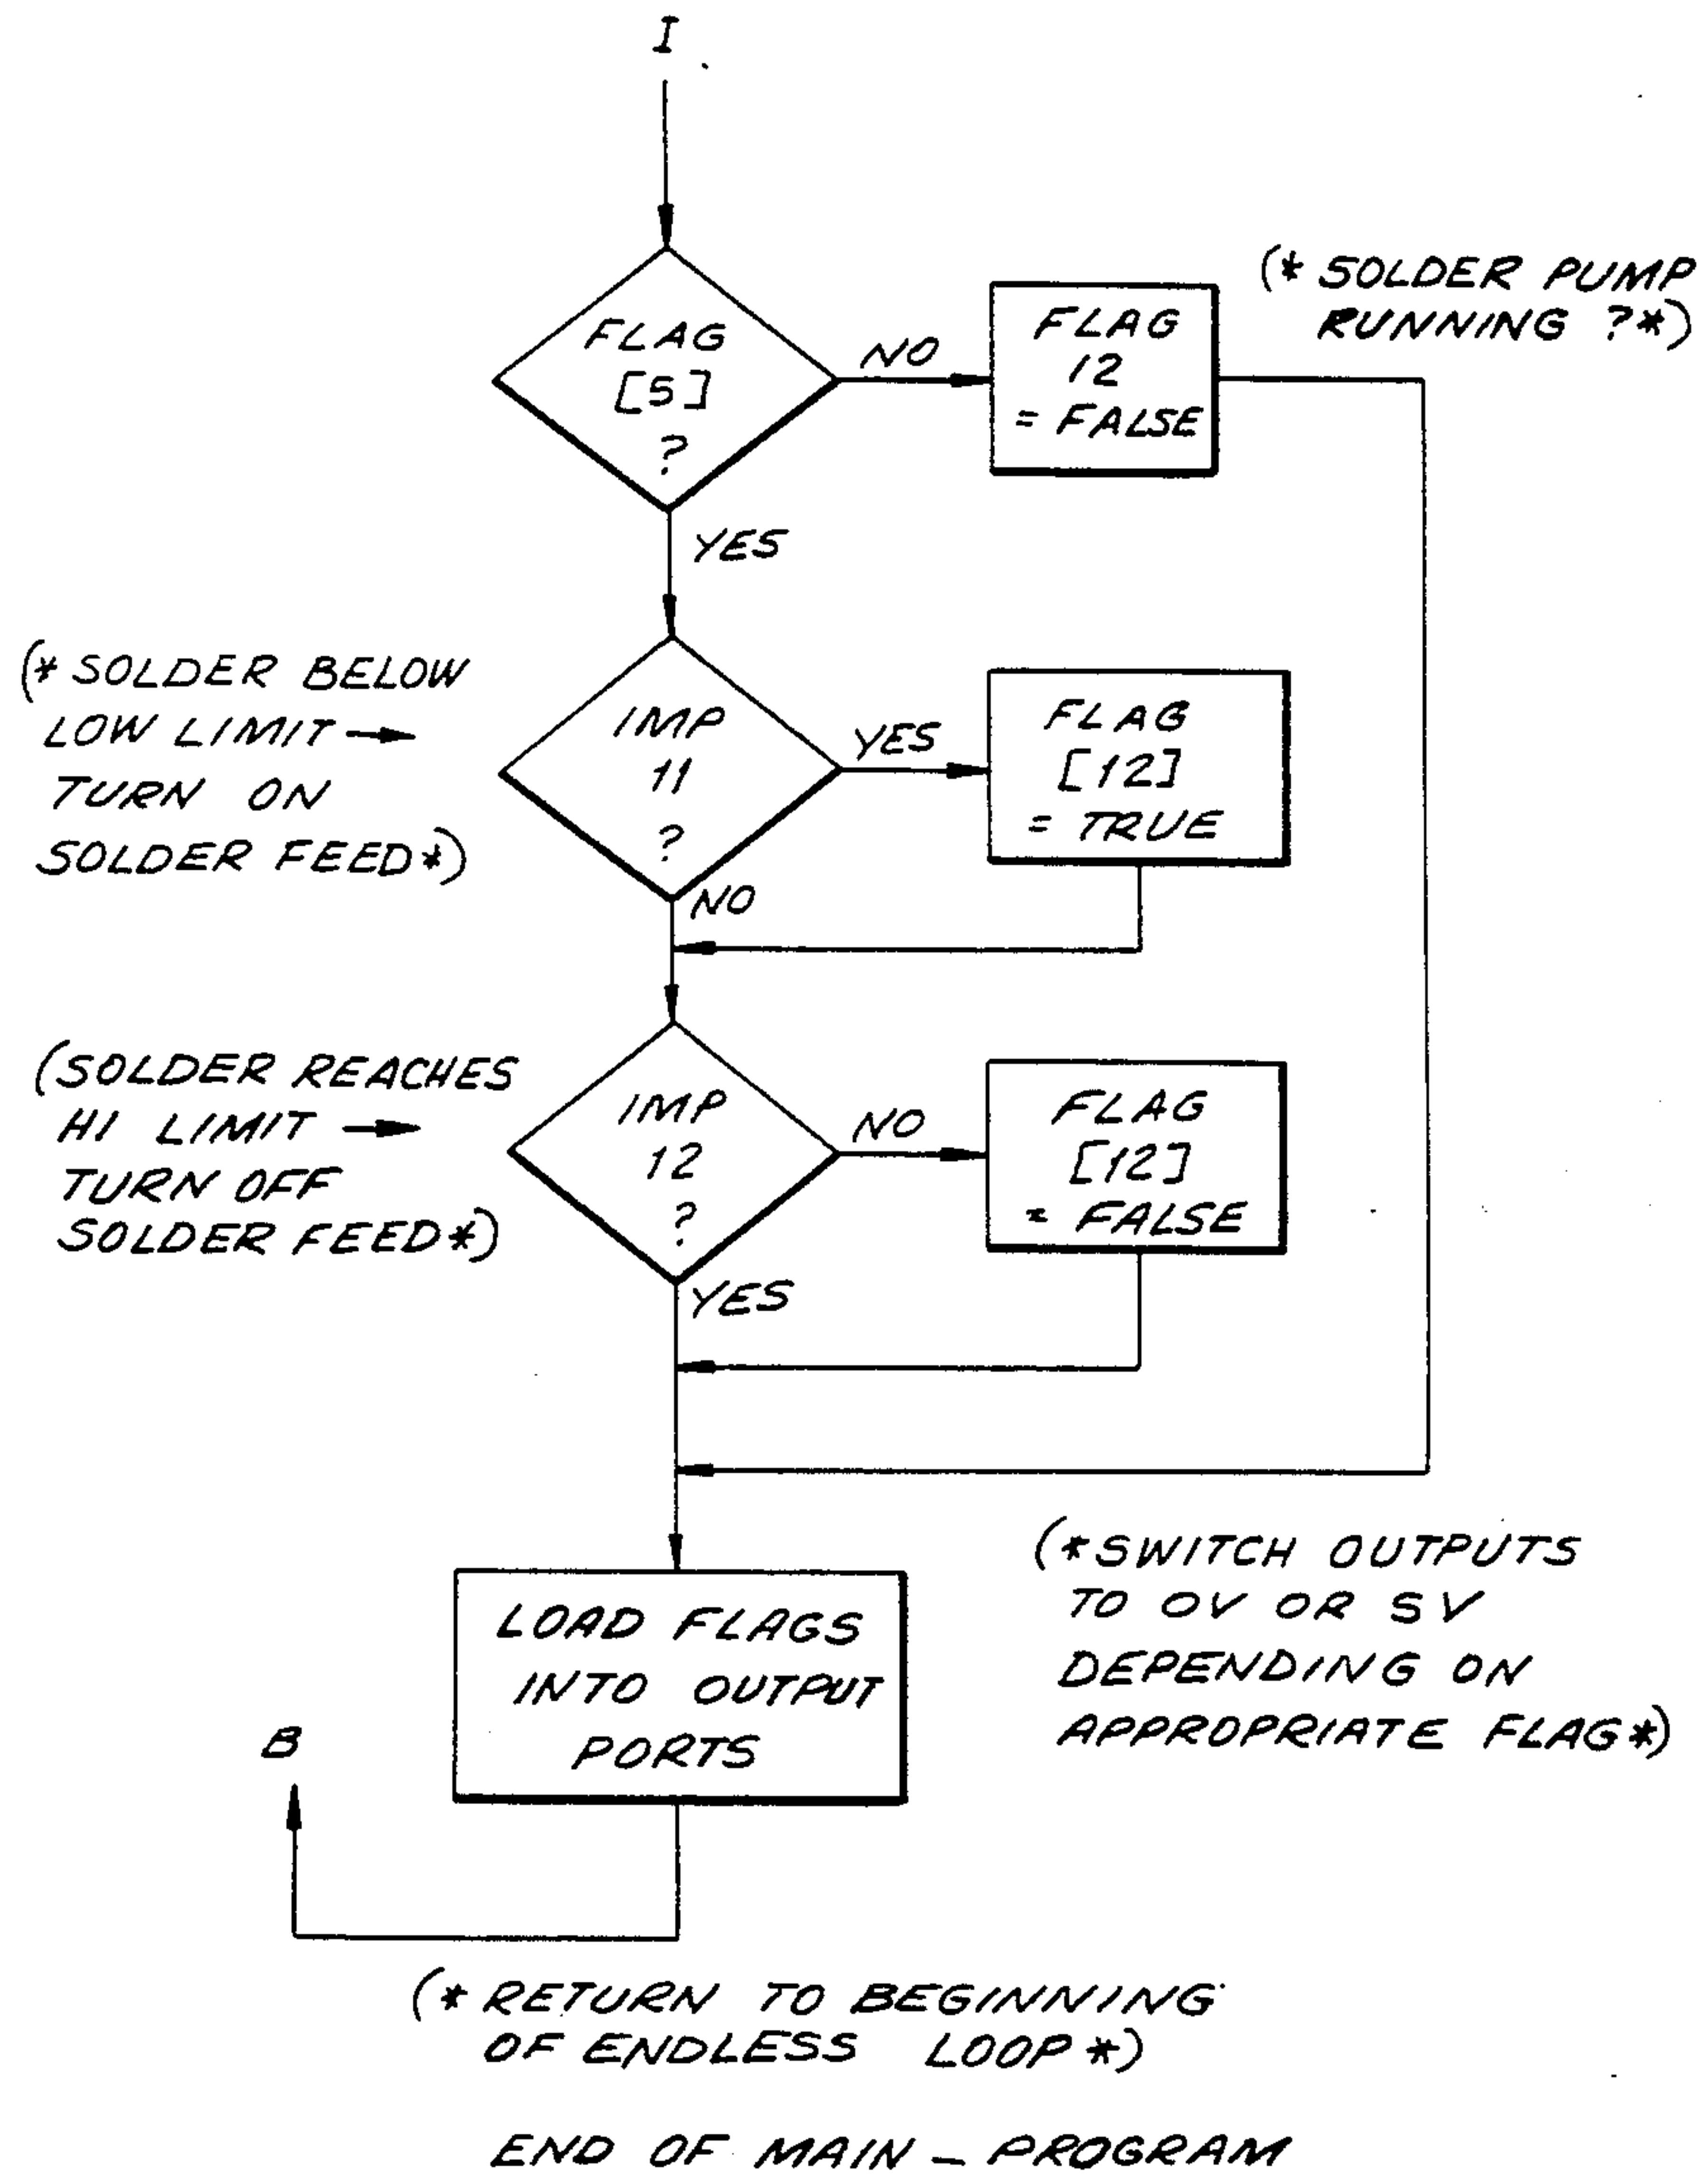 I
FLAG
[5]
?
NO
FLAG
12
= FALSE
(* SOLDER PUMP
RUNNING ?*)
YES
(* SOLDER BELOW
LOW LIMIT →
TURN ON
SOLDER FEED*)
IMP
11
?
YES
FLAG
[12]
= TRUE
NO
(SOLDER REACHES
HI LIMIT →
TURN OFF
SOLDER FEED*)
IMP
12
?
NO
FLAG
[12]
= FALSE
YES
LOAD FLAGS
INTO OUTPUT
PORTS
(*SWITCH OUTPUTS
TO OV OR 5V
DEPENDING ON
APPROPRIATE FLAG*)
B
(* RETURN TO BEGINNING
OF ENDLESS LOOP*)
END OF MAIN - PROGRAM